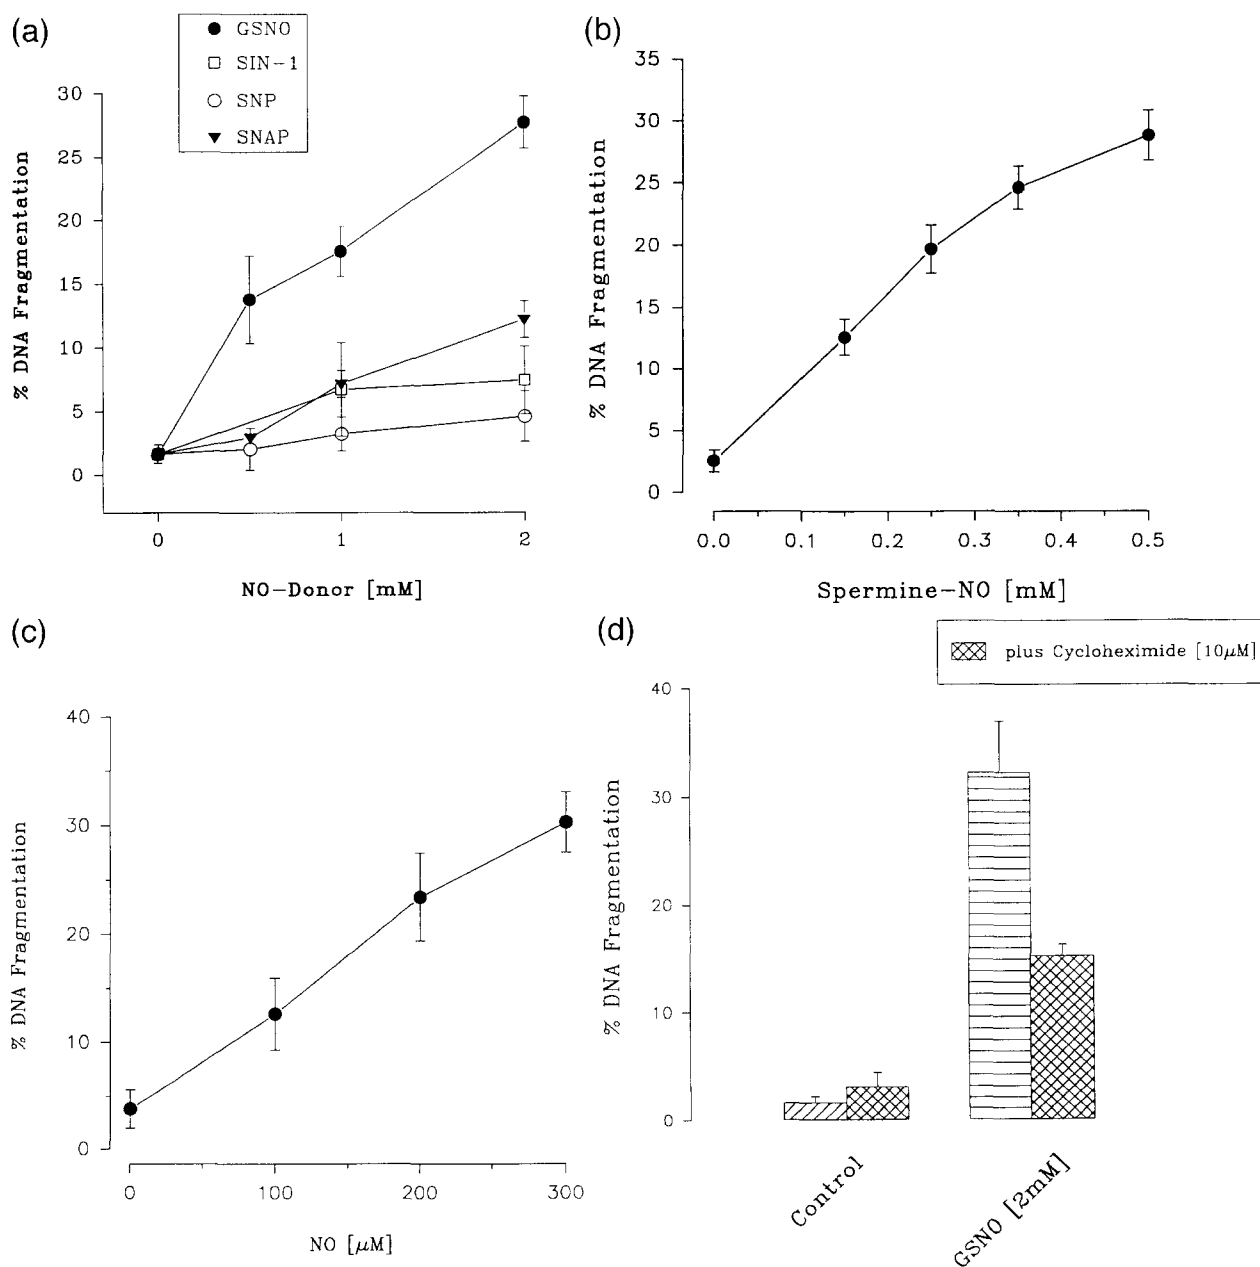 (a)
GSNO
SIN-1
SNP
SNAP
30
25
20
15
10
5
0
% DNA Fragmentation
0 1 2
NO-Donor [mM]
(b)
35
30
25
20
15
10
5
0
% DNA Fragmentation
0.0 0.1 0.2 0.3 0.4 0.5
Spermine-NO [mM]
(c)
40
30
20
10
0
% DNA Fragmentation
0 100 200 300
NO [μM]
(d)
plus Cycloheximide [10μM]
40
30
20
10
0
% DNA Fragmentation
Control
GSNO [2mM]